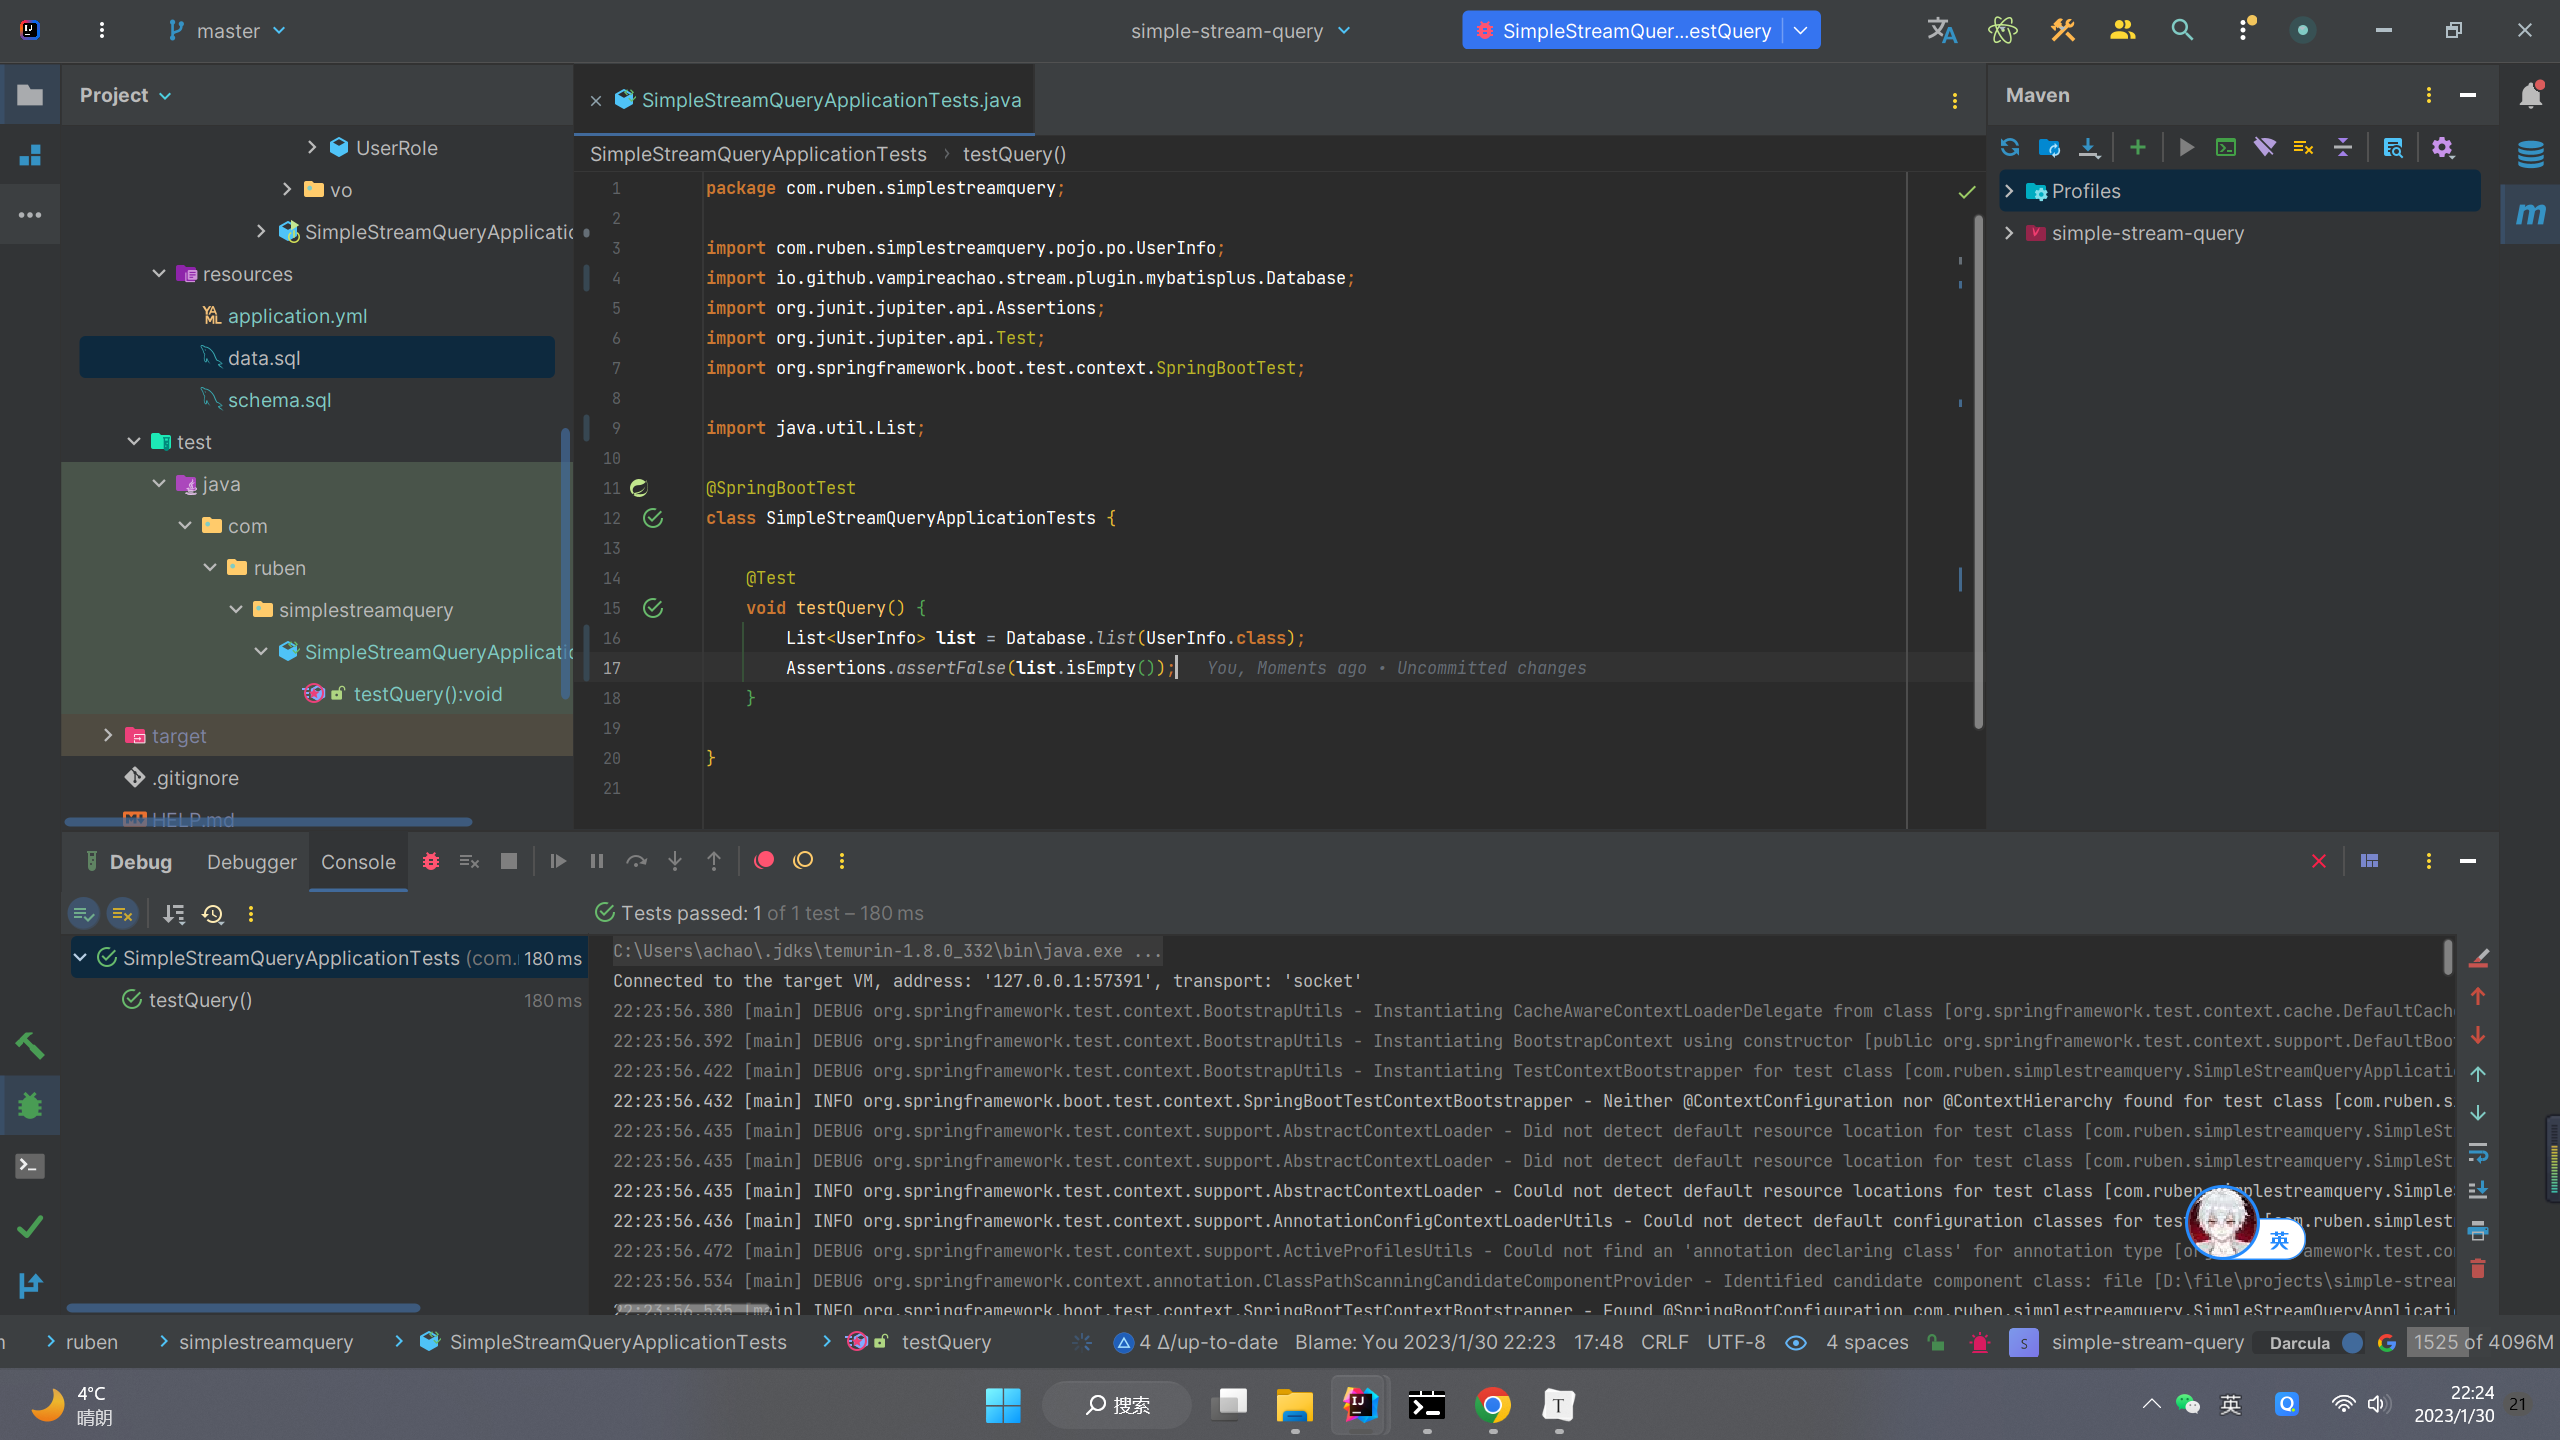 master
simple-stream-query
SimpleStreamQuer...estQuery
Project
UserRole
vo
SimpleStreamQueryApplicatio
resources
application.yml
data.sql
schema.sql
test
java
com
ruben
simplestreamquery
SimpleStreamQueryApplicatio
testQuery():void
target
.gitignore
HELP.md
SimpleStreamQueryApplicationTests.java
SimpleStreamQueryApplicationTests › testQuery()
1 package com.ruben.simplestreamquery;
2
3 import com.ruben.simplestreamquery.pojo.po.UserInfo;
4 import io.github.vampireachao.stream.plugin.mybatisplus.Database;
5 import org.junit.jupiter.api.Assertions;
6 import org.junit.jupiter.api.Test;
7 import org.springframework.boot.test.context.SpringBootTest;
8
9 import java.util.List;
10
11 @SpringBootTest
12 class SimpleStreamQueryApplicationTests {
13
14 @Test
15 void testQuery() {
16 List<UserInfo> list = Database.list(UserInfo.class);
17 Assertions.assertFalse(list.isEmpty()); You, Moments ago • Uncommitted changes
18 }
19
20 }
21
Maven
Profiles
simple-stream-query
m
Debug Debugger Console
Tests passed: 1 of 1 test – 180 ms
SimpleStreamQueryApplicationTests (com. 180 ms
testQuery() 180 ms
C:\Users\achao\.jdks\temurin-1.8.0_332\bin\java.exe ...
Connected to the target VM, address: '127.0.0.1:57391', transport: 'socket'
22:23:56.380 [main] DEBUG org.springframework.test.context.BootstrapUtils - Instantiating CacheAwareContextLoaderDelegate from class [org.springframework.test.context.cache.DefaultCach
22:23:56.392 [main] DEBUG org.springframework.test.context.BootstrapUtils - Instantiating BootstrapContext using constructor [public org.springframework.test.context.support.DefaultBoot
22:23:56.422 [main] DEBUG org.springframework.test.context.BootstrapUtils - Instantiating TestContextBootstrapper for test class [com.ruben.simplestreamquery.SimpleStreamQueryApplicati
22:23:56.432 [main] INFO org.springframework.boot.test.context.SpringBootTestContextBootstrapper - Neither @ContextConfiguration nor @ContextHierarchy found for test class [com.ruben.s
22:23:56.435 [main] DEBUG org.springframework.test.context.support.AbstractContextLoader - Did not detect default resource location for test class [com.ruben.simplestreamquery.SimpleSt
22:23:56.435 [main] DEBUG org.springframework.test.context.support.AbstractContextLoader - Did not detect default resource location for test class [com.ruben.simplestreamquery.SimpleSt
22:23:56.435 [main] INFO org.springframework.test.context.support.AbstractContextLoader - Could not detect default resource locations for test class [com.ruben.simplestreamquery.Simple
22:23:56.436 [main] INFO org.springframework.test.context.support.AnnotationConfigContextLoaderUtils - Could not detect default configuration classes for test m.ruben.simplest
22:23:56.472 [main] DEBUG org.springframework.test.context.support.ActiveProfilesUtils - Could not find an 'annotation declaring class' for annotation type [org amework.test.co
22:23:56.534 [main] DEBUG org.springframework.context.annotation.ClassPathScanningCandidateComponentProvider - Identified candidate component class: file [D:\file\projects\simple-strea
22:23:56.535 [main] INFO org.springframework.boot.test.context.SpringBootTestContextBootstrapper - Found @SpringBootConfiguration com.ruben.simplestreamquery.SimpleStreamQueryApplicati
英
ruben › simplestreamquery › SimpleStreamQueryApplicationTests › testQuery
4 Δ/up-to-date Blame: You 2023/1/30 22:23 17:48 CRLF UTF-8 4 spaces S simple-stream-query Darcula 1525 of 4096M
4°C
晴朗
搜索
T
英
22:24
2023/1/30
21